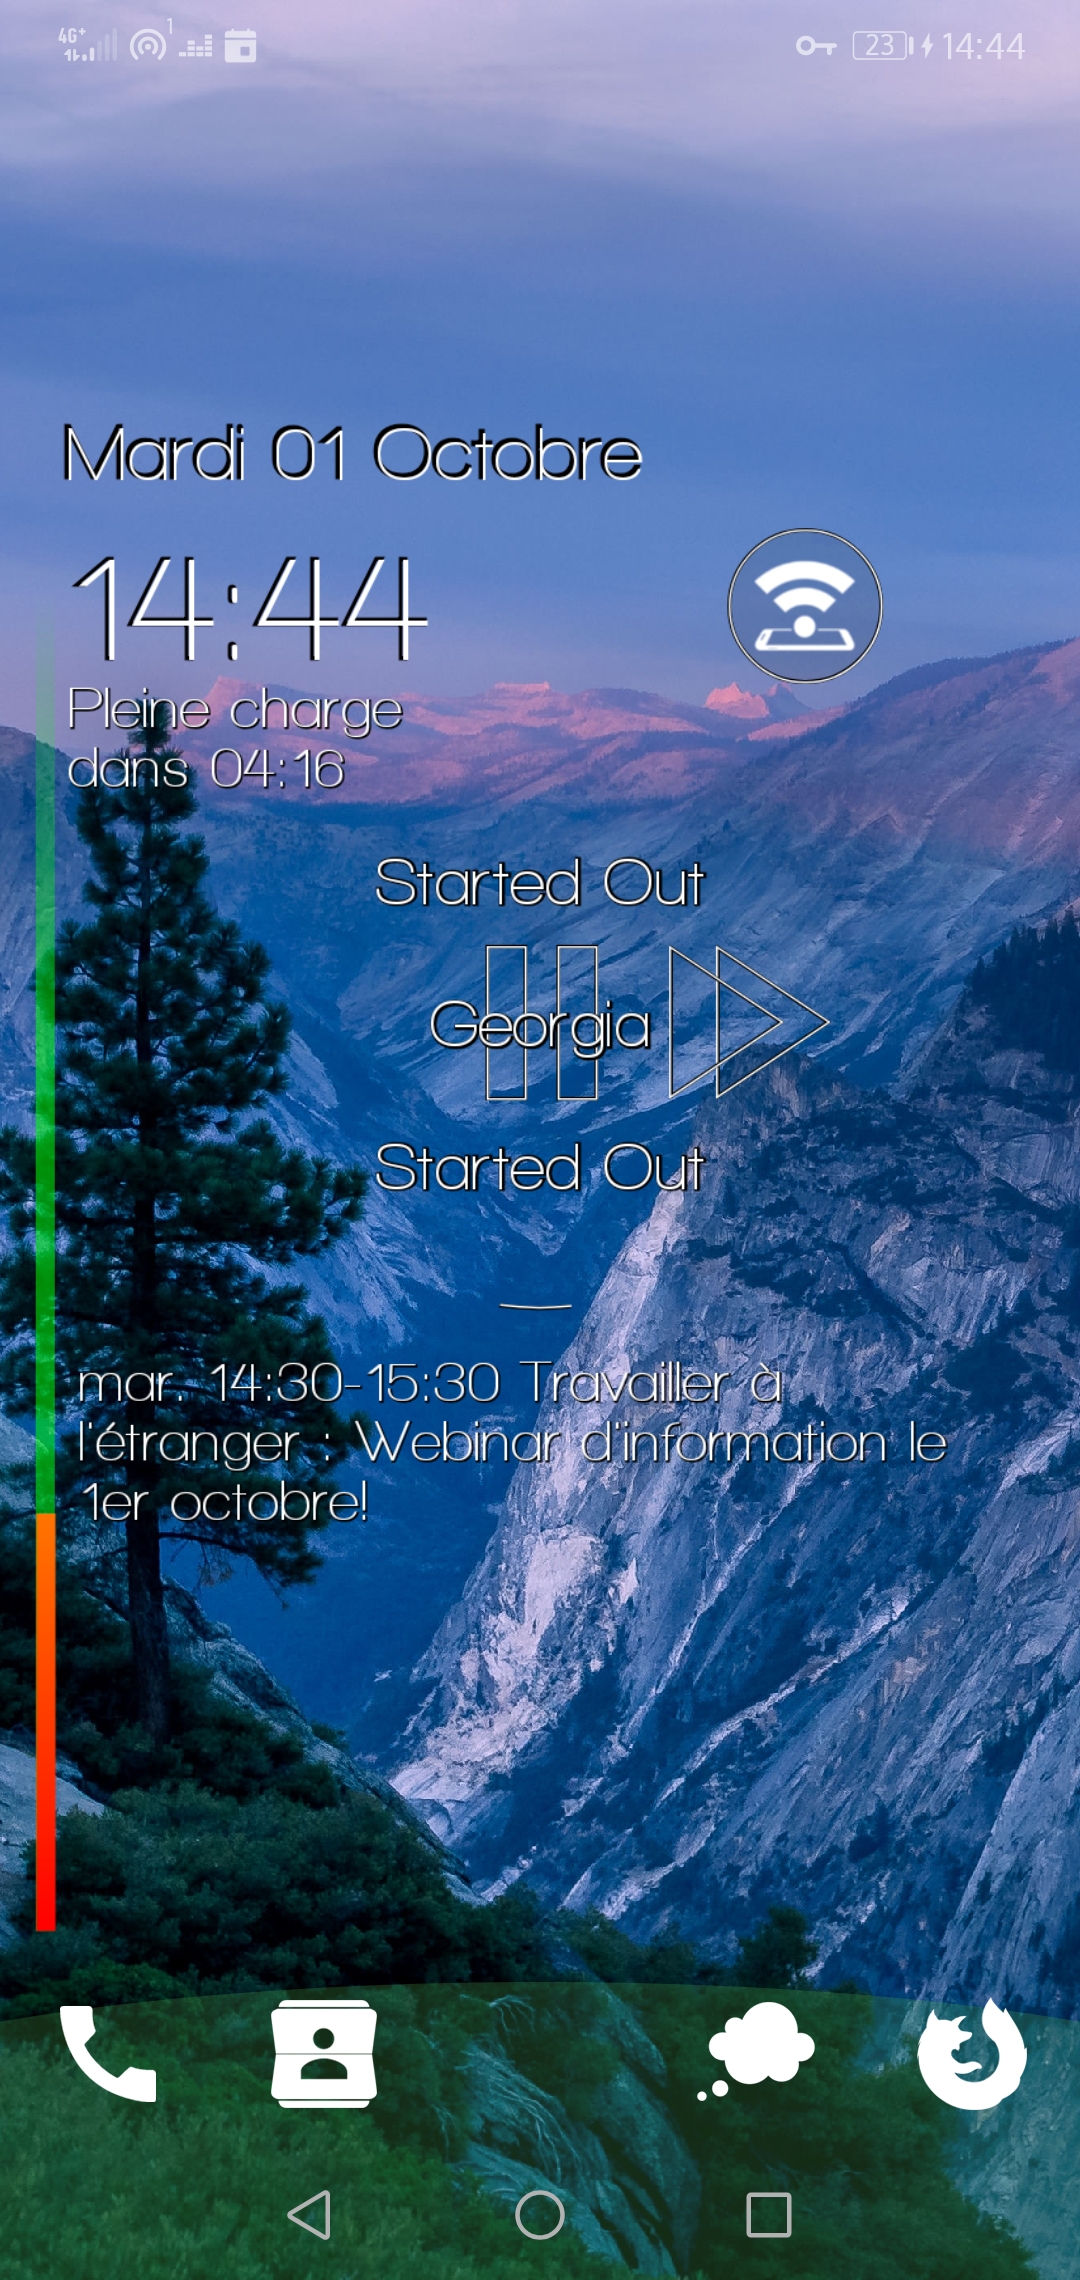 4G+ 1 23 14:44
Mardi 01 Octobre
14:44
Pleine charge
dans 04:16
Started Out
Georgia
Started Out
mar. 14:30-15:30 Travailler à
l'étranger : Webinar d'information le
1er octobre!